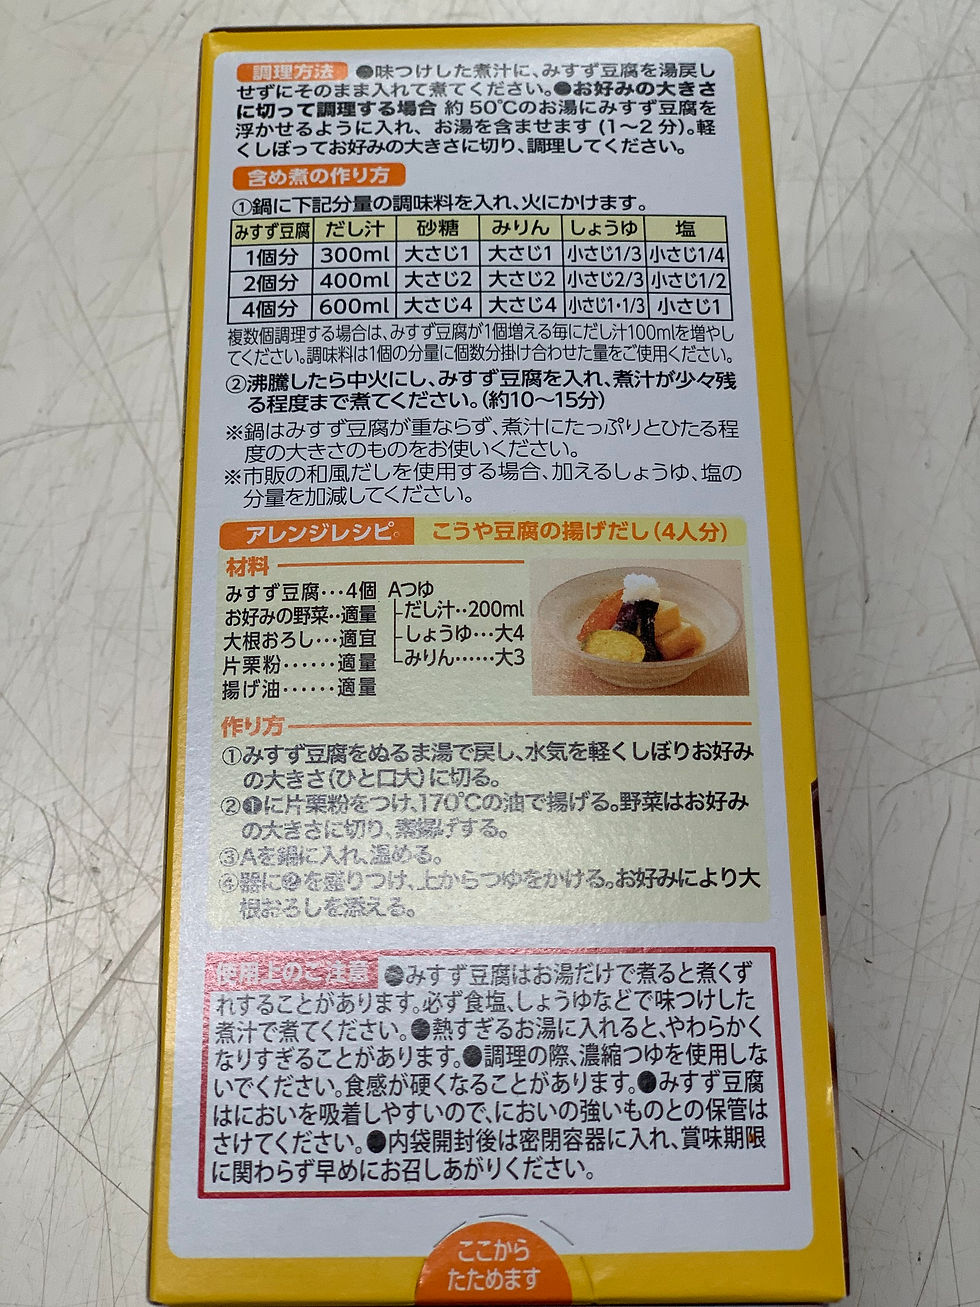 調理方法 ●味つけした煮汁に、みすず豆腐を湯戻し
せずにそのまま入れて煮てください。●お好みの大きさ
に切って調理する場合 約50℃のお湯にみすず豆腐を
浮かせるように入れ、お湯を含ませます(1〜2分)。軽
くしぼってお好みの大きさに切り、調理してください。
含め煮の作り方
①鍋に下記分量の調味料を入れ、火にかけます。
みすず豆腐 だし汁 砂糖 みりん しょうゆ 塩
1個分 300ml 大さじ1 大さじ1 小さじ1/3 小さじ1/4
2個分 400ml 大さじ2 大さじ2 小さじ2/3 小さじ1/2
4個分 600ml 大さじ4 大さじ4 小さじ1・1/3 小さじ1
複数個調理する場合は、みすず豆腐が1個増える毎にだし汁100mlを増やし
てください。調味料は1個の分量に個数分掛け合わせた量をご使用ください。
②沸騰したら中火にし、みすず豆腐を入れ、煮汁が少々残
る程度まで煮てください。(約10〜15分)
※鍋はみすず豆腐が重ならず、煮汁にたっぷりとひたる程
度の大きさのものをお使いください。
※市販の和風だしを使用する場合、加えるしょうゆ、塩の
分量を加減してください。
アレンジレシピ。 こうや豆腐の揚げだし(4人分)
材料
みすず豆腐…4個 Aつゆ
お好みの野菜‥適量 だし汁‥200ml
大根おろし…適宜 しょうゆ…大4
片栗粉……適量 みりん……大3
揚げ油……適量
作り方
①みすず豆腐をぬるま湯で戻し、水気を軽くしぼりお好み
の大きさ(ひと口大)に切る。
②❶に片栗粉をつけ、170℃の油で揚げる。野菜はお好み
の大きさに切り、素揚げする。
③Aを鍋に入れ、温める。
④器に❷を盛りつけ、上からつゆをかける。お好みにより大
根おろしを添える。
使用上のご注意 ●みすず豆腐はお湯だけで煮ると煮くず
れすることがあります。必ず食塩、しょうゆなどで味つけした
煮汁で煮てください。●熱すぎるお湯に入れると、やわらかく
なりすぎることがあります。●調理の際、濃縮つゆを使用しな
いでください。食感が硬くなることがあります。●みすず豆腐
はにおいを吸着しやすいので、においの強いものとの保管は
さけてください。●内袋開封後は密閉容器に入れ、賞味期限
に関わらず早めにお召しあがりください。
ここから
たためます